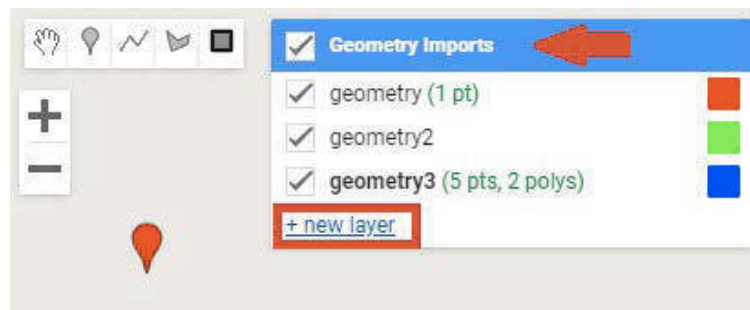 Geometry Imports
geometry (1 pt)
geometry2
geometry3 (5 pts, 2 polys)
+ new layer